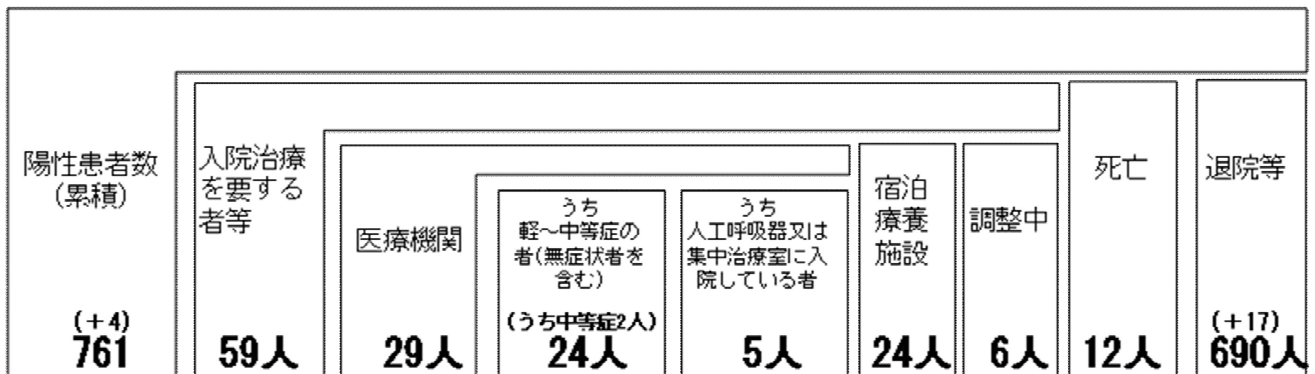 陽性患者数
(累積)
(+4)
761
入院治療
を要する
者等
59人
医療機関
29人
うち
軽～中等症の
者(無症状者を
含む)
(うち中等症2人)
24人
うち
人工呼吸器又は
集中治療室に入
院している者
5人
宿泊
療養
施設
24人
調整中
6人
死亡
12人
退院等
(+17)
690人